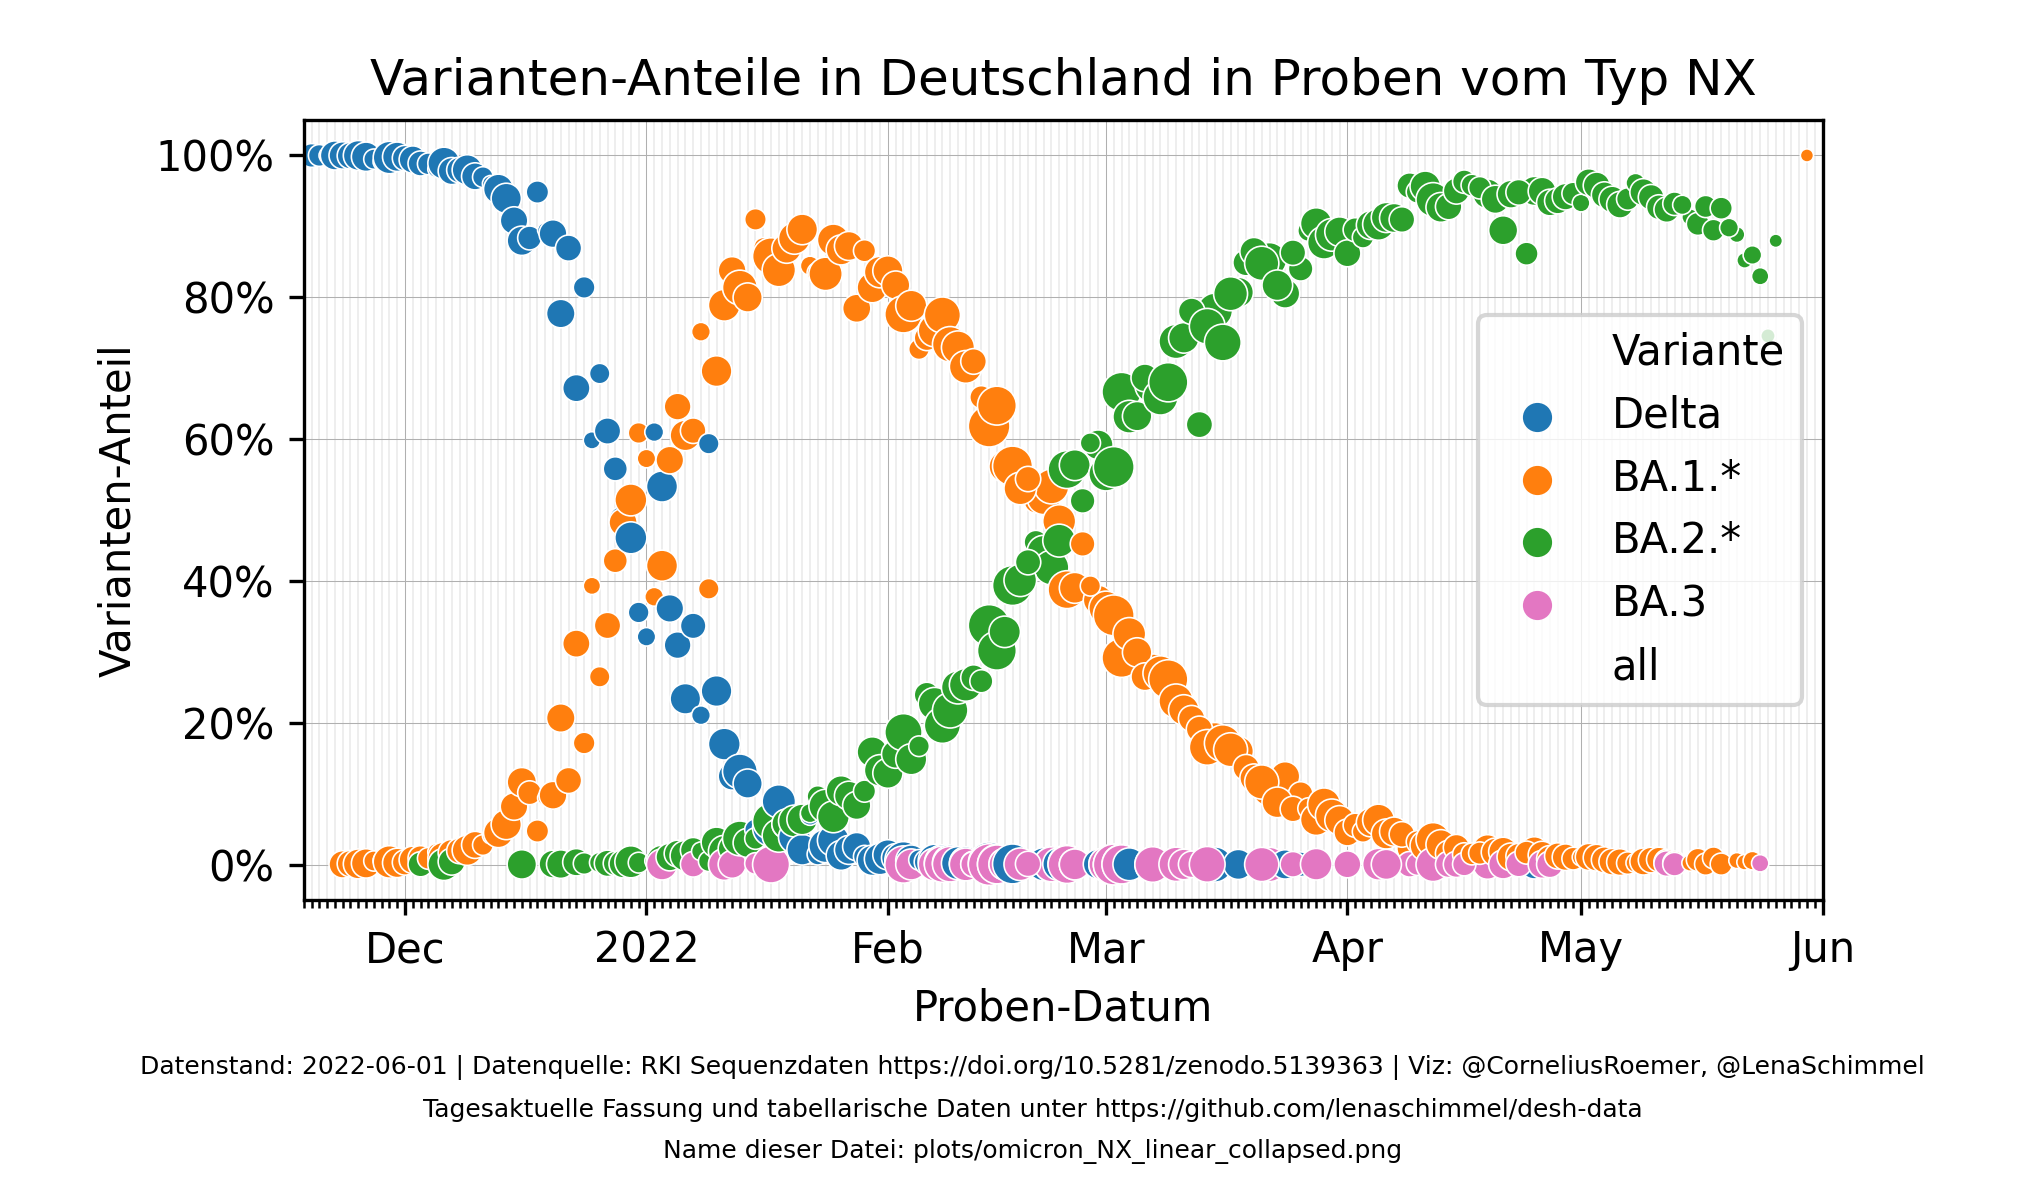 Varianten-Anteile in Deutschland in Proben vom Typ NX
100%
80%
60%
40%
20%
0%
Varianten-Anteil
Variante
Delta
BA.1.*
BA.2.*
BA.3
all
Dec 2022 Feb Mar Apr May Jun
Proben-Datum
Datenstand: 2022-06-01 | Datenquelle: RKI Sequenzdaten https://doi.org/10.5281/zenodo.5139363 | Viz: @CorneliusRoemer, @LenaSchimmel
Tagesaktuelle Fassung und tabellarische Daten unter https://github.com/lenaschimmel/desh-data
Name dieser Datei: plots/omicron_NX_linear_collapsed.png